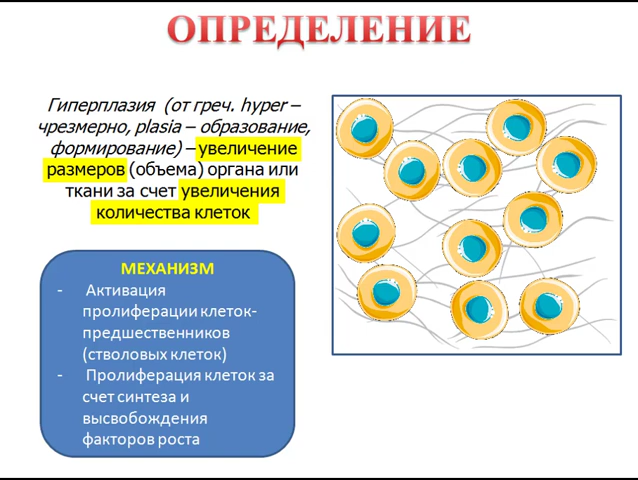 ОПРЕДЕЛЕНИЕ
Гиперплазия (от греч. hyper –
чрезмерно, plasia – образование,
формирование) – увеличение
размеров (объема) органа или
ткани за счет увеличения
количества клеток
МЕХАНИЗМ
- Активация
пролиферации клеток-
предшественников
(стволовых клеток)
- Пролиферация клеток за
счет синтеза и
высвобождения
факторов роста